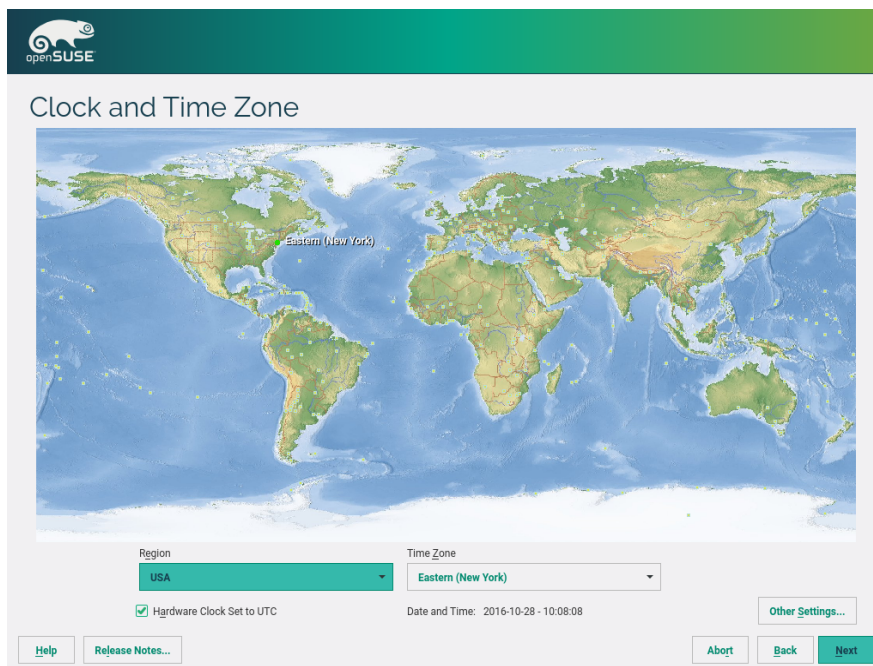 openSUSE
Clock and Time Zone
Eastern (New York)
Region
Time Zone
USA
Eastern (New York)
Hardware Clock Set to UTC
Date and Time: 2016-10-28 - 10:08:08
Other Settings...
Help
Release Notes...
Abort
Back
Next